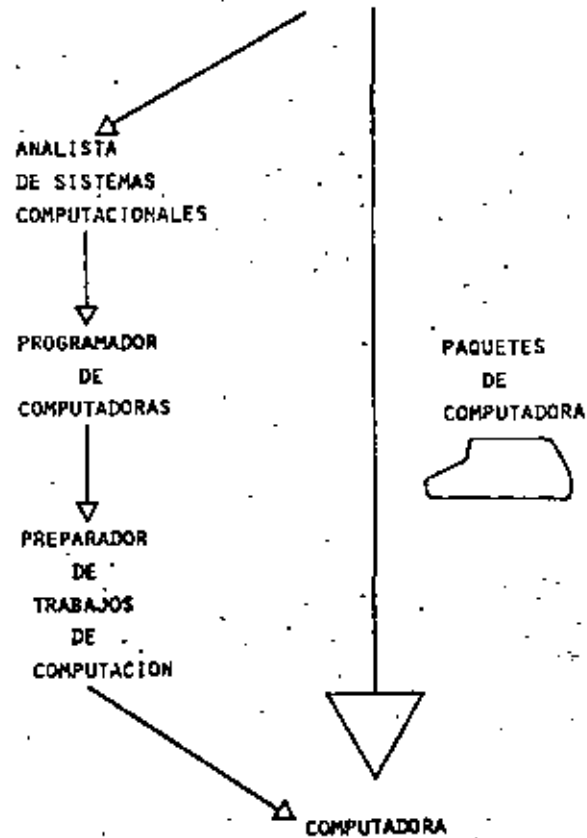 ANALISTA
DE SISTEMAS
COMPUTACIONALES
PROGRAMADOR
DE
COMPUTADORAS
PAQUETES
DE
COMPUTADORA
PREPARADOR
DE
TRABAJOS
DE
COMPUTACION
COMPUTADORA